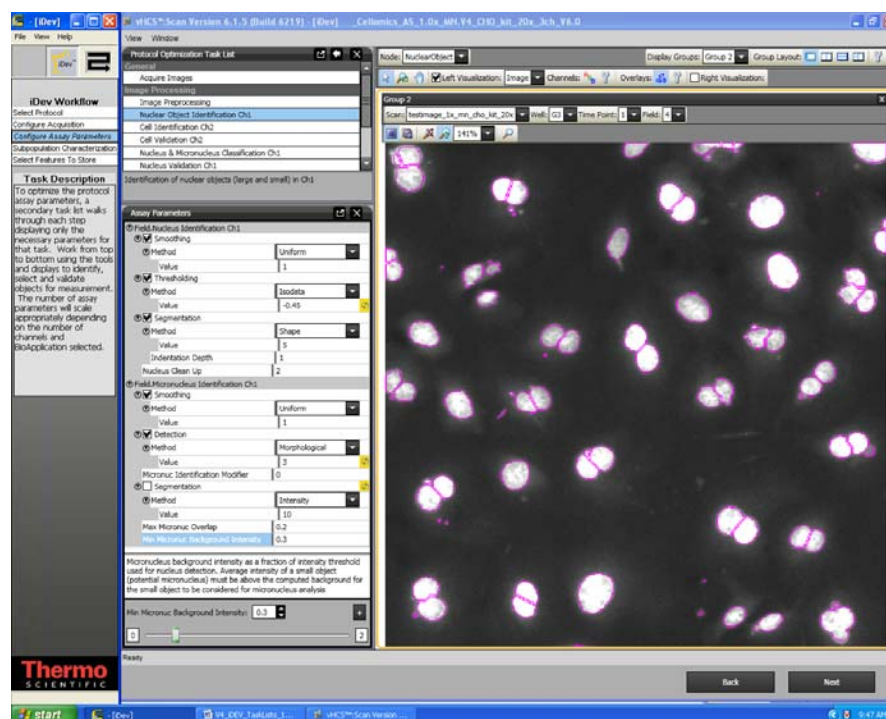 - [iDev]
vHCS™:Scan Version 6.1.5 (Build 6219) - [iDev] _Cellomics_AS_1.0x_MN.V4_CHO_kit_20x_3ch_V6.0
File View Help
View Window
iDev
iDev Workflow
Select Protocol
Configure Acquisition
Configure Assay Parameters
Subpopulation Characterization
Select Features To Store
Task Description
To optimize the protocol
assay parameters, a
secondary task list walks
through each step
displaying only the
necessary parameters for
that task. Work from top
to bottom using the tools
and displays to identify,
select and validate
objects for measurement.
The number of assay
parameters will scale
appropriately depending
on the number of
channels and
BioApplication selected.
Thermo
SCIENTIFIC
Protocol Optimization Task List
General
Acquire Images
Image Processing
Image Preprocessing
Nuclear Object Identification Ch1
Cell Identification Ch2
Cell Validation Ch2
Nucleus & Micronucleus Classification Ch1
Nucleus Validation Ch1
Identification of nuclear objects (large and small) in Ch1
Assay Parameters
Field.Nucleus Identification Ch1
Smoothing
Method Uniform
Value 1
Thresholding
Method Isodata
Value -0.45
Segmentation
Method Shape
Value 5
Indentation Depth 1
Nucleus Clean Up 2
Field.Micronucleus Identification Ch1
Smoothing
Method Uniform
Value 1
Detection
Method Morphological
Value 3
Micronuc Identification Modifier 0
Segmentation
Method Intensity
Value 10
Max Micronuc Overlap 0.2
Min Micronuc Background Intensity 0.3
Micronucleus background intensity as a fraction of intensity threshold
used for nucleus detection. Average intensity of a small object
(potential micronucleus) must be above the computed background for
the small object to be considered for micronucleus analysis
Min Micronuc Background Intensity: 0.3
0 2
Node: NuclearObject Display Groups: Group 2 Group Layout:
Left Visualization: Image Channels: Overlays: Right Visualization:
Group 2
Scan: testimage_1x_mn_cho_kit_20x Well: G3 Time Point: 1 Field: 4
141%
Ready
Back Next
start - [iDev] V4_iDEV_TaskLists_1... vHCS™:Scan Version ... 9:47 AM